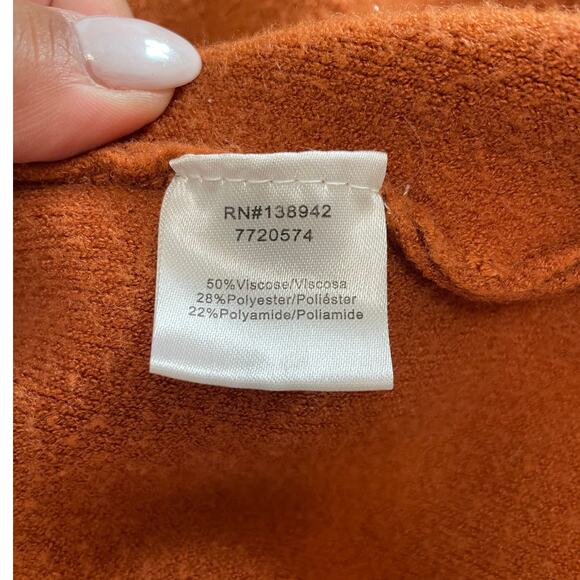 RN#138942
7720574
50%Viscose/Viscosa
28%Polyester/Poliéster
22%Polyamide/Poliamide